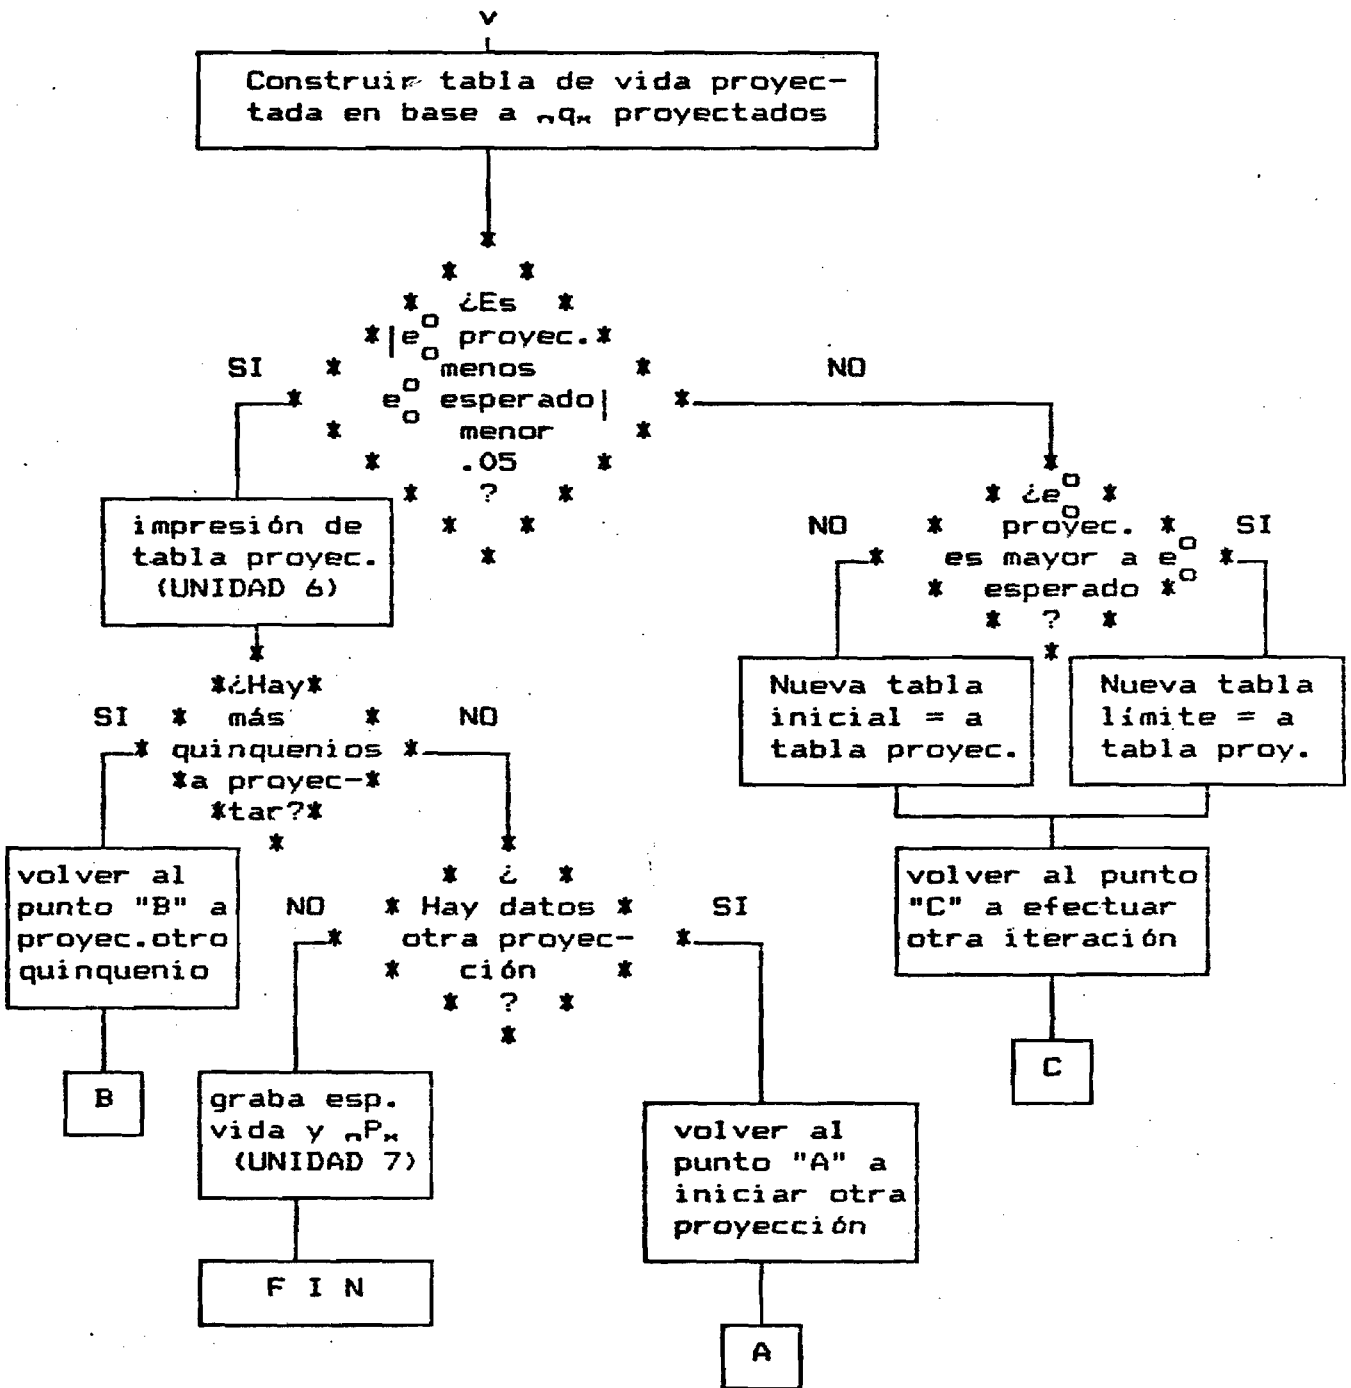 v
Construir tabla de vida proyec-
tada en base a ₙqₓ proyectados
¿Es
|e°₀ proyec.
menos
e°₀ esperado|
menor
.05
?
SI
NO
impresión de
tabla proyec.
(UNIDAD 6)
¿e°₀
proyec.
es mayor a e°₀
esperado
?
NO
SI
¿Hay
más
quinquenios
a proyec-
tar?
SI
NO
Nueva tabla
inicial = a
tabla proyec.
Nueva tabla
límite = a
tabla proy.
volver al
punto "B" a
proyec.otro
quinquenio
¿
Hay datos
otra proyec-
ción
?
NO
SI
volver al punto
"C" a efectuar
otra iteración
B
graba esp.
vida y ₙPₓ
(UNIDAD 7)
C
volver al
punto "A" a
iniciar otra
proyección
F I N
A